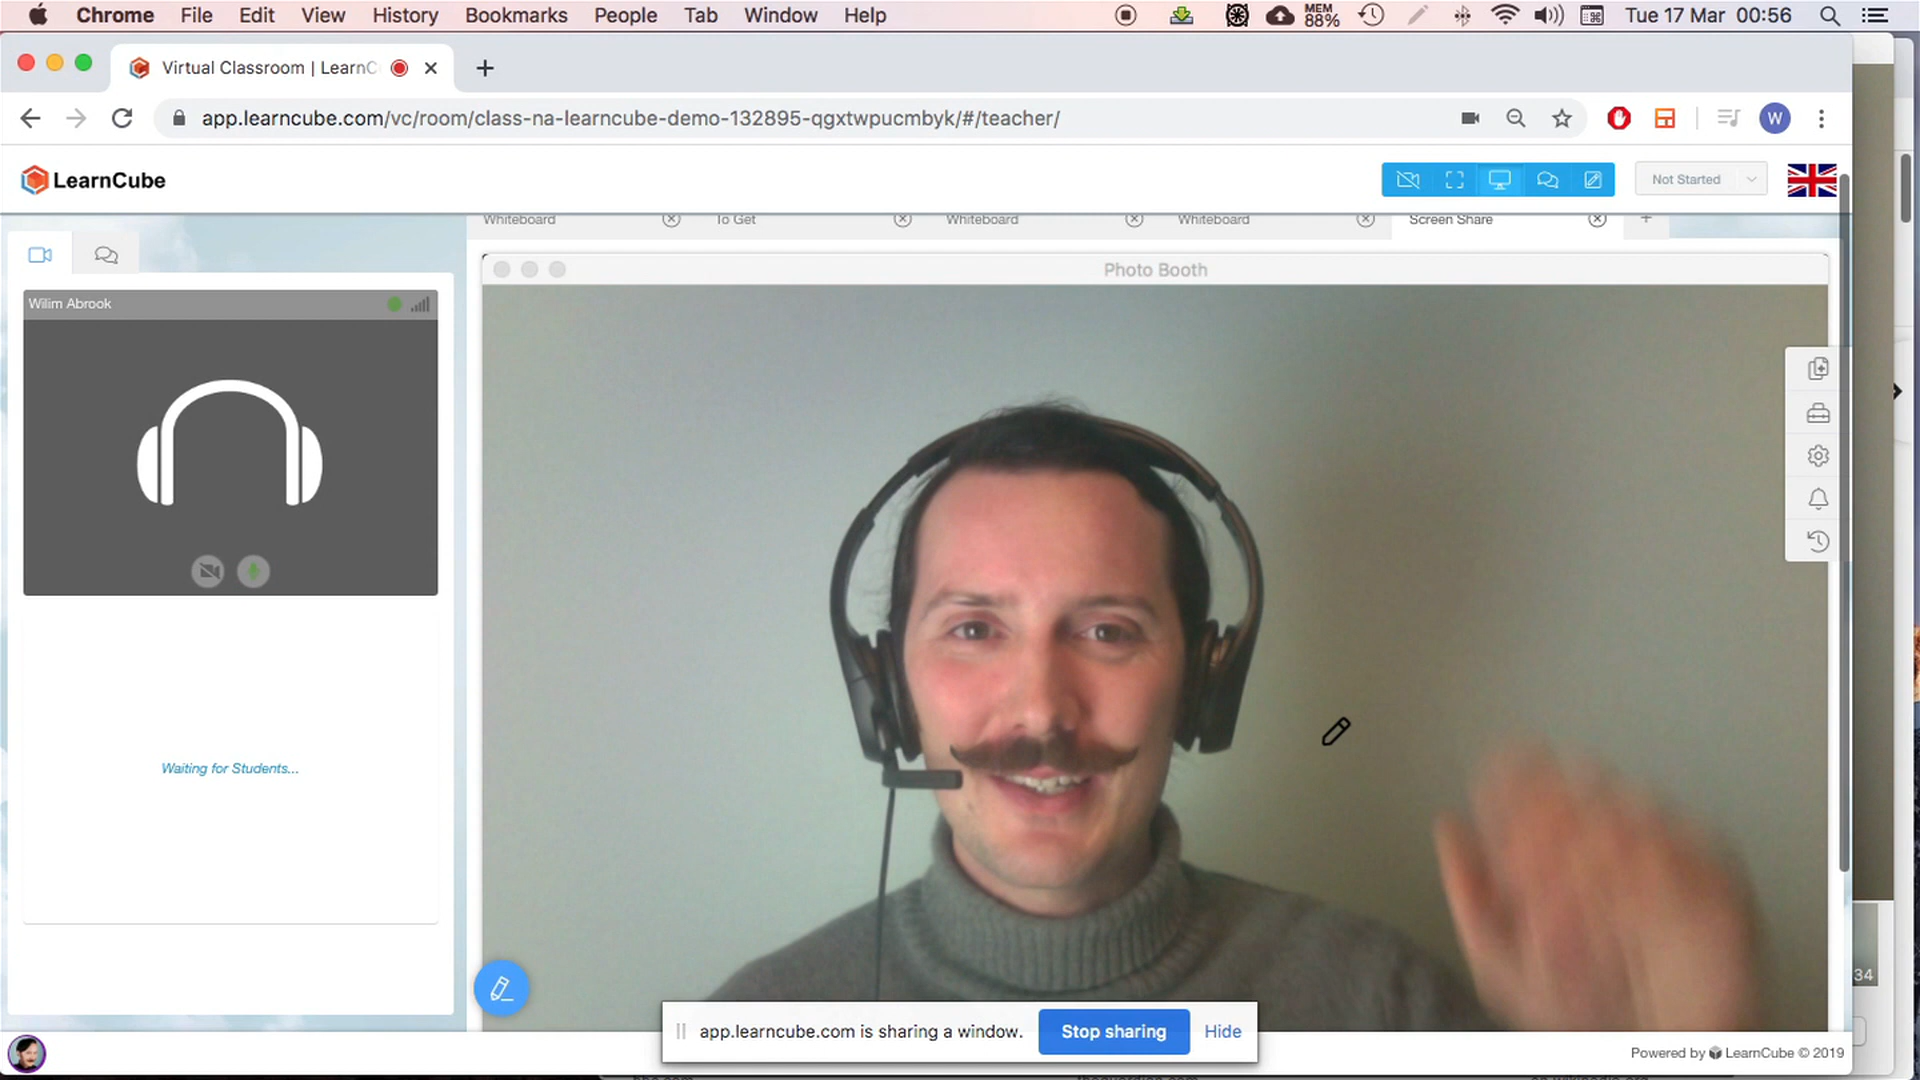 Chrome File Edit View History Bookmarks People Tab Window Help MEM 88% Tue 17 Mar 00:56
Virtual Classroom | LearnC
app.learncube.com/vc/room/class-na-learncube-demo-132895-qgxtwpucmbyk/#/teacher/ W
LearnCube Not Started
Whiteboard To Get Whiteboard Whiteboard Screen Share
Photo Booth
Wilim Abrook
Waiting for Students...
34
app.learncube.com is sharing a window. Stop sharing Hide
Powered by LearnCube © 2019